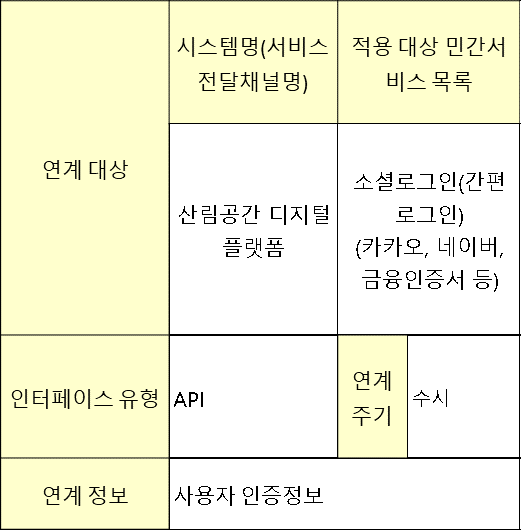 시스템명(서비스
전달채널명)
적용 대상 민간서
비스 목록
연계 대상
산림공간 디지털
플랫폼
소셜로그인(간편
로그인)
(카카오, 네이버,
금융인증서 등)
인터페이스 유형
API
연계
주기
수시
연계 정보
사용자 인증정보